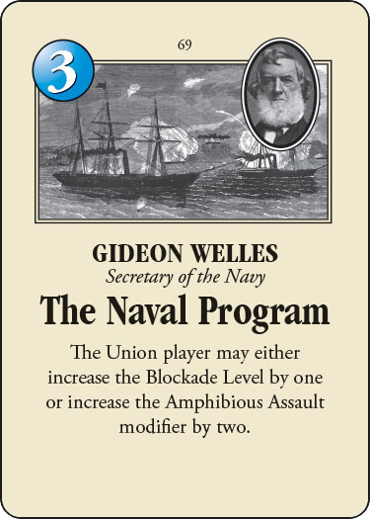 69
3
GIDEON WELLES
Secretary of the Navy
The Naval Program
The Union player may either
increase the Blockade Level by one
or increase the Amphibious Assault
modifier by two.